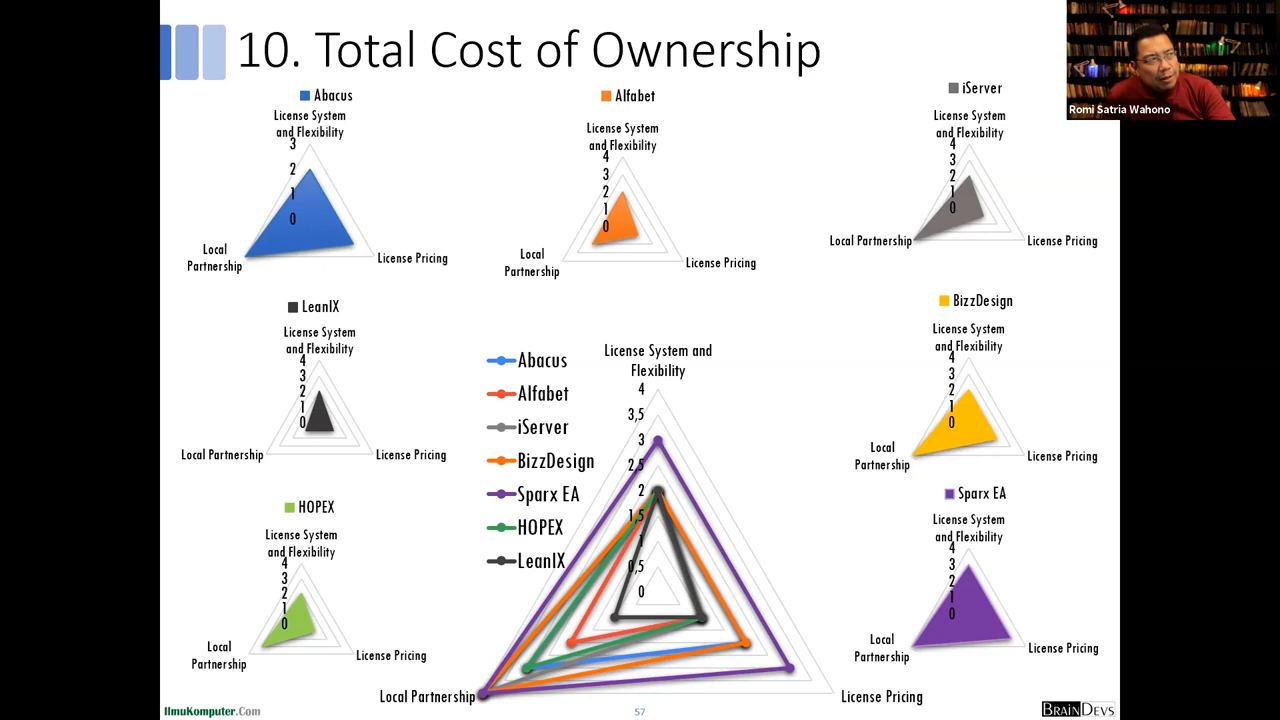 10. Total Cost of Ownership
Romi Satria Wahono
Abacus
License System
and Flexibility
3
2
1
0
Local
Partnership
License Pricing
Alfabet
License System
and Flexibility
4
3
2
1
0
Local
Partnership
License Pricing
iServer
License System
and Flexibility
4
3
2
1
0
Local Partnership
License Pricing
LeanIX
License System
and Flexibility
4
3
2
1
0
Local Partnership
License Pricing
BizzDesign
License System
and Flexibility
4
3
2
1
0
Local
Partnership
License Pricing
HOPEX
License System
and Flexibility
4
3
2
1
0
Local
Partnership
License Pricing
Abacus
Alfabet
iServer
BizzDesign
Sparx EA
HOPEX
LeanIX
License System and
Flexibility
4
3,5
3
2,5
2
1,5
1
0,5
0
Local Partnership
License Pricing
Sparx EA
License System
and Flexibility
4
3
2
1
0
Local
Partnership
License Pricing
IlmuKomputer.Com
57
BRAINDEVS